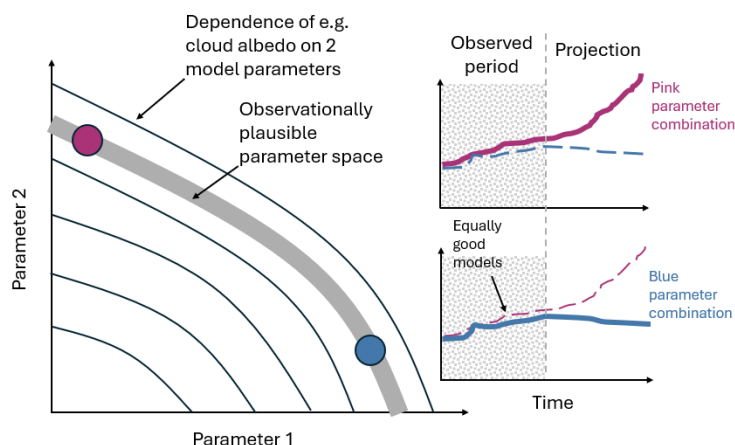 Dependence of e.g.
cloud albedo on 2
model parameters
Observationally
plausible
parameter space
Parameter 2
Parameter 1
Observed
period
Projection
Pink
parameter
combination
Equally
good
models
Blue
parameter
combination
Time